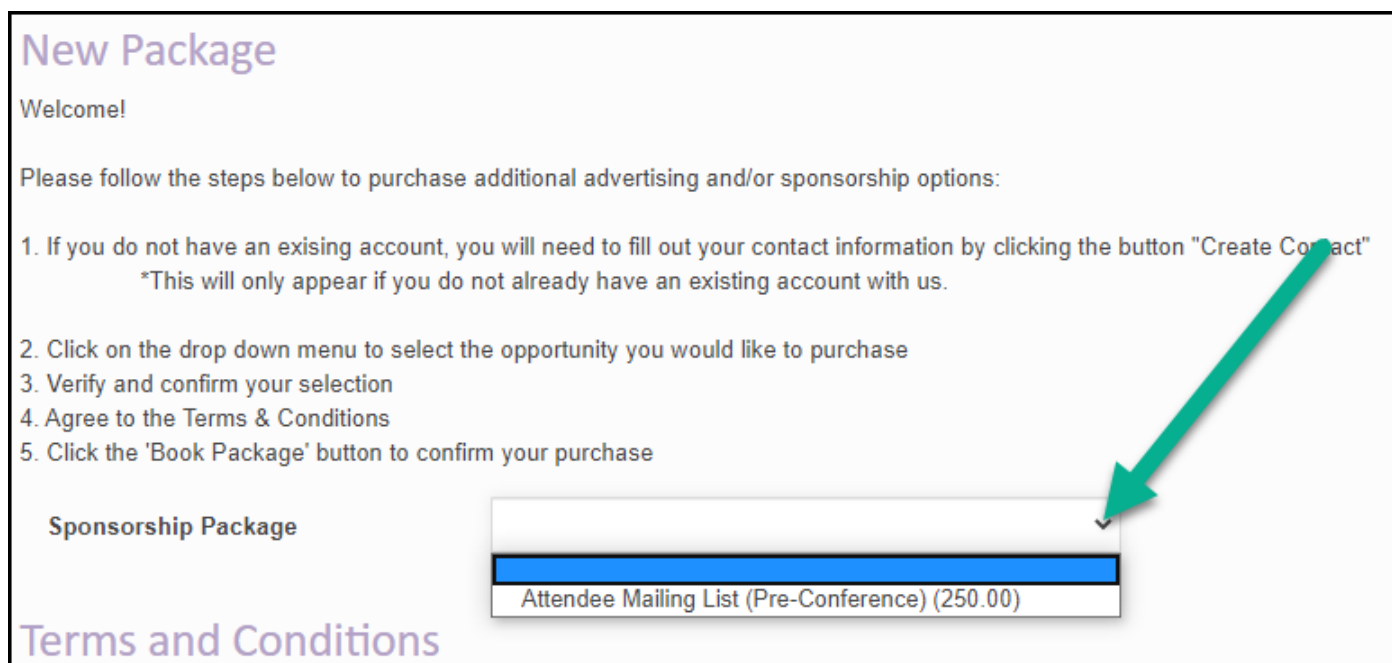 New Package
Welcome!
Please follow the steps below to purchase additional advertising and/or sponsorship options:
1. If you do not have an exising account, you will need to fill out your contact information by clicking the button "Create Contact"
*This will only appear if you do not already have an existing account with us.
2. Click on the drop down menu to select the opportunity you would like to purchase
3. Verify and confirm your selection
4. Agree to the Terms & Conditions
5. Click the 'Book Package' button to confirm your purchase
Sponsorship Package
Attendee Mailing List (Pre-Conference) (250.00)
Terms and Conditions